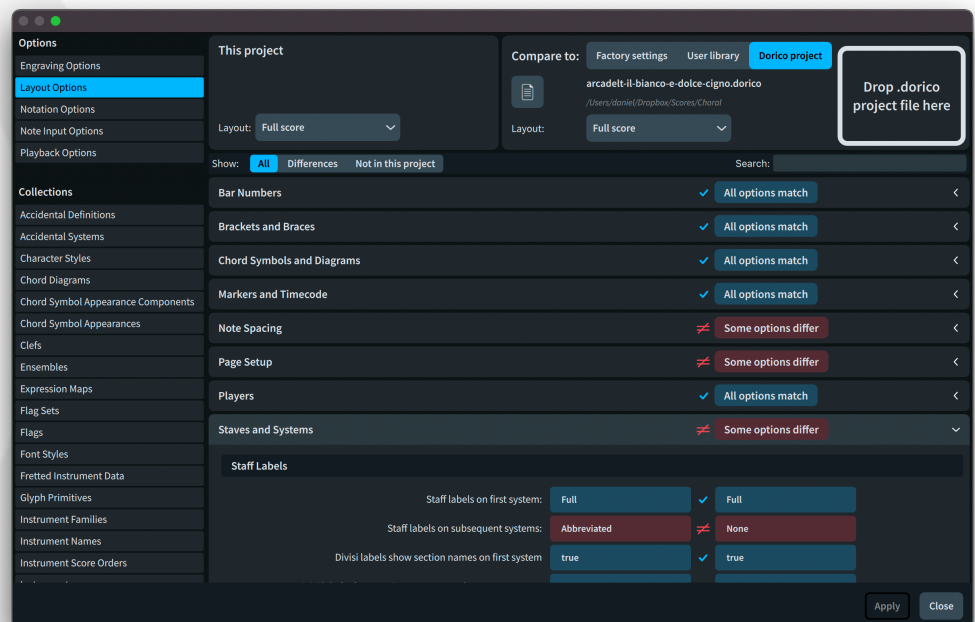 Options
Engraving Options
Layout Options
Notation Options
Note Input Options
Playback Options
Collections
Accidental Definitions
Accidental Systems
Character Styles
Chord Diagrams
Chord Symbol Appearance Components
Chord Symbol Appearances
Clefs
Ensembles
Expression Maps
Flag Sets
Flags
Font Styles
Fretted Instrument Data
Glyph Primitives
Instrument Families
Instrument Names
Instrument Score Orders
This project
Layout: Full score
Compare to: Factory settings User library Dorico project
arcadelt-il-bianco-e-dolce-cigno.dorico
/Users/daniel/Dropbox/Scores/Choral
Layout: Full score
Drop .dorico
project file here
Show: All Differences Not in this project Search:
Bar Numbers All options match
Brackets and Braces All options match
Chord Symbols and Diagrams All options match
Markers and Timecode All options match
Note Spacing ≠ Some options differ
Page Setup ≠ Some options differ
Players All options match
Staves and Systems ≠ Some options differ
Staff Labels
Staff labels on first system: Full Full
Staff labels on subsequent systems: Abbreviated ≠ None
Divisi labels show section names on first system true true
Apply Close